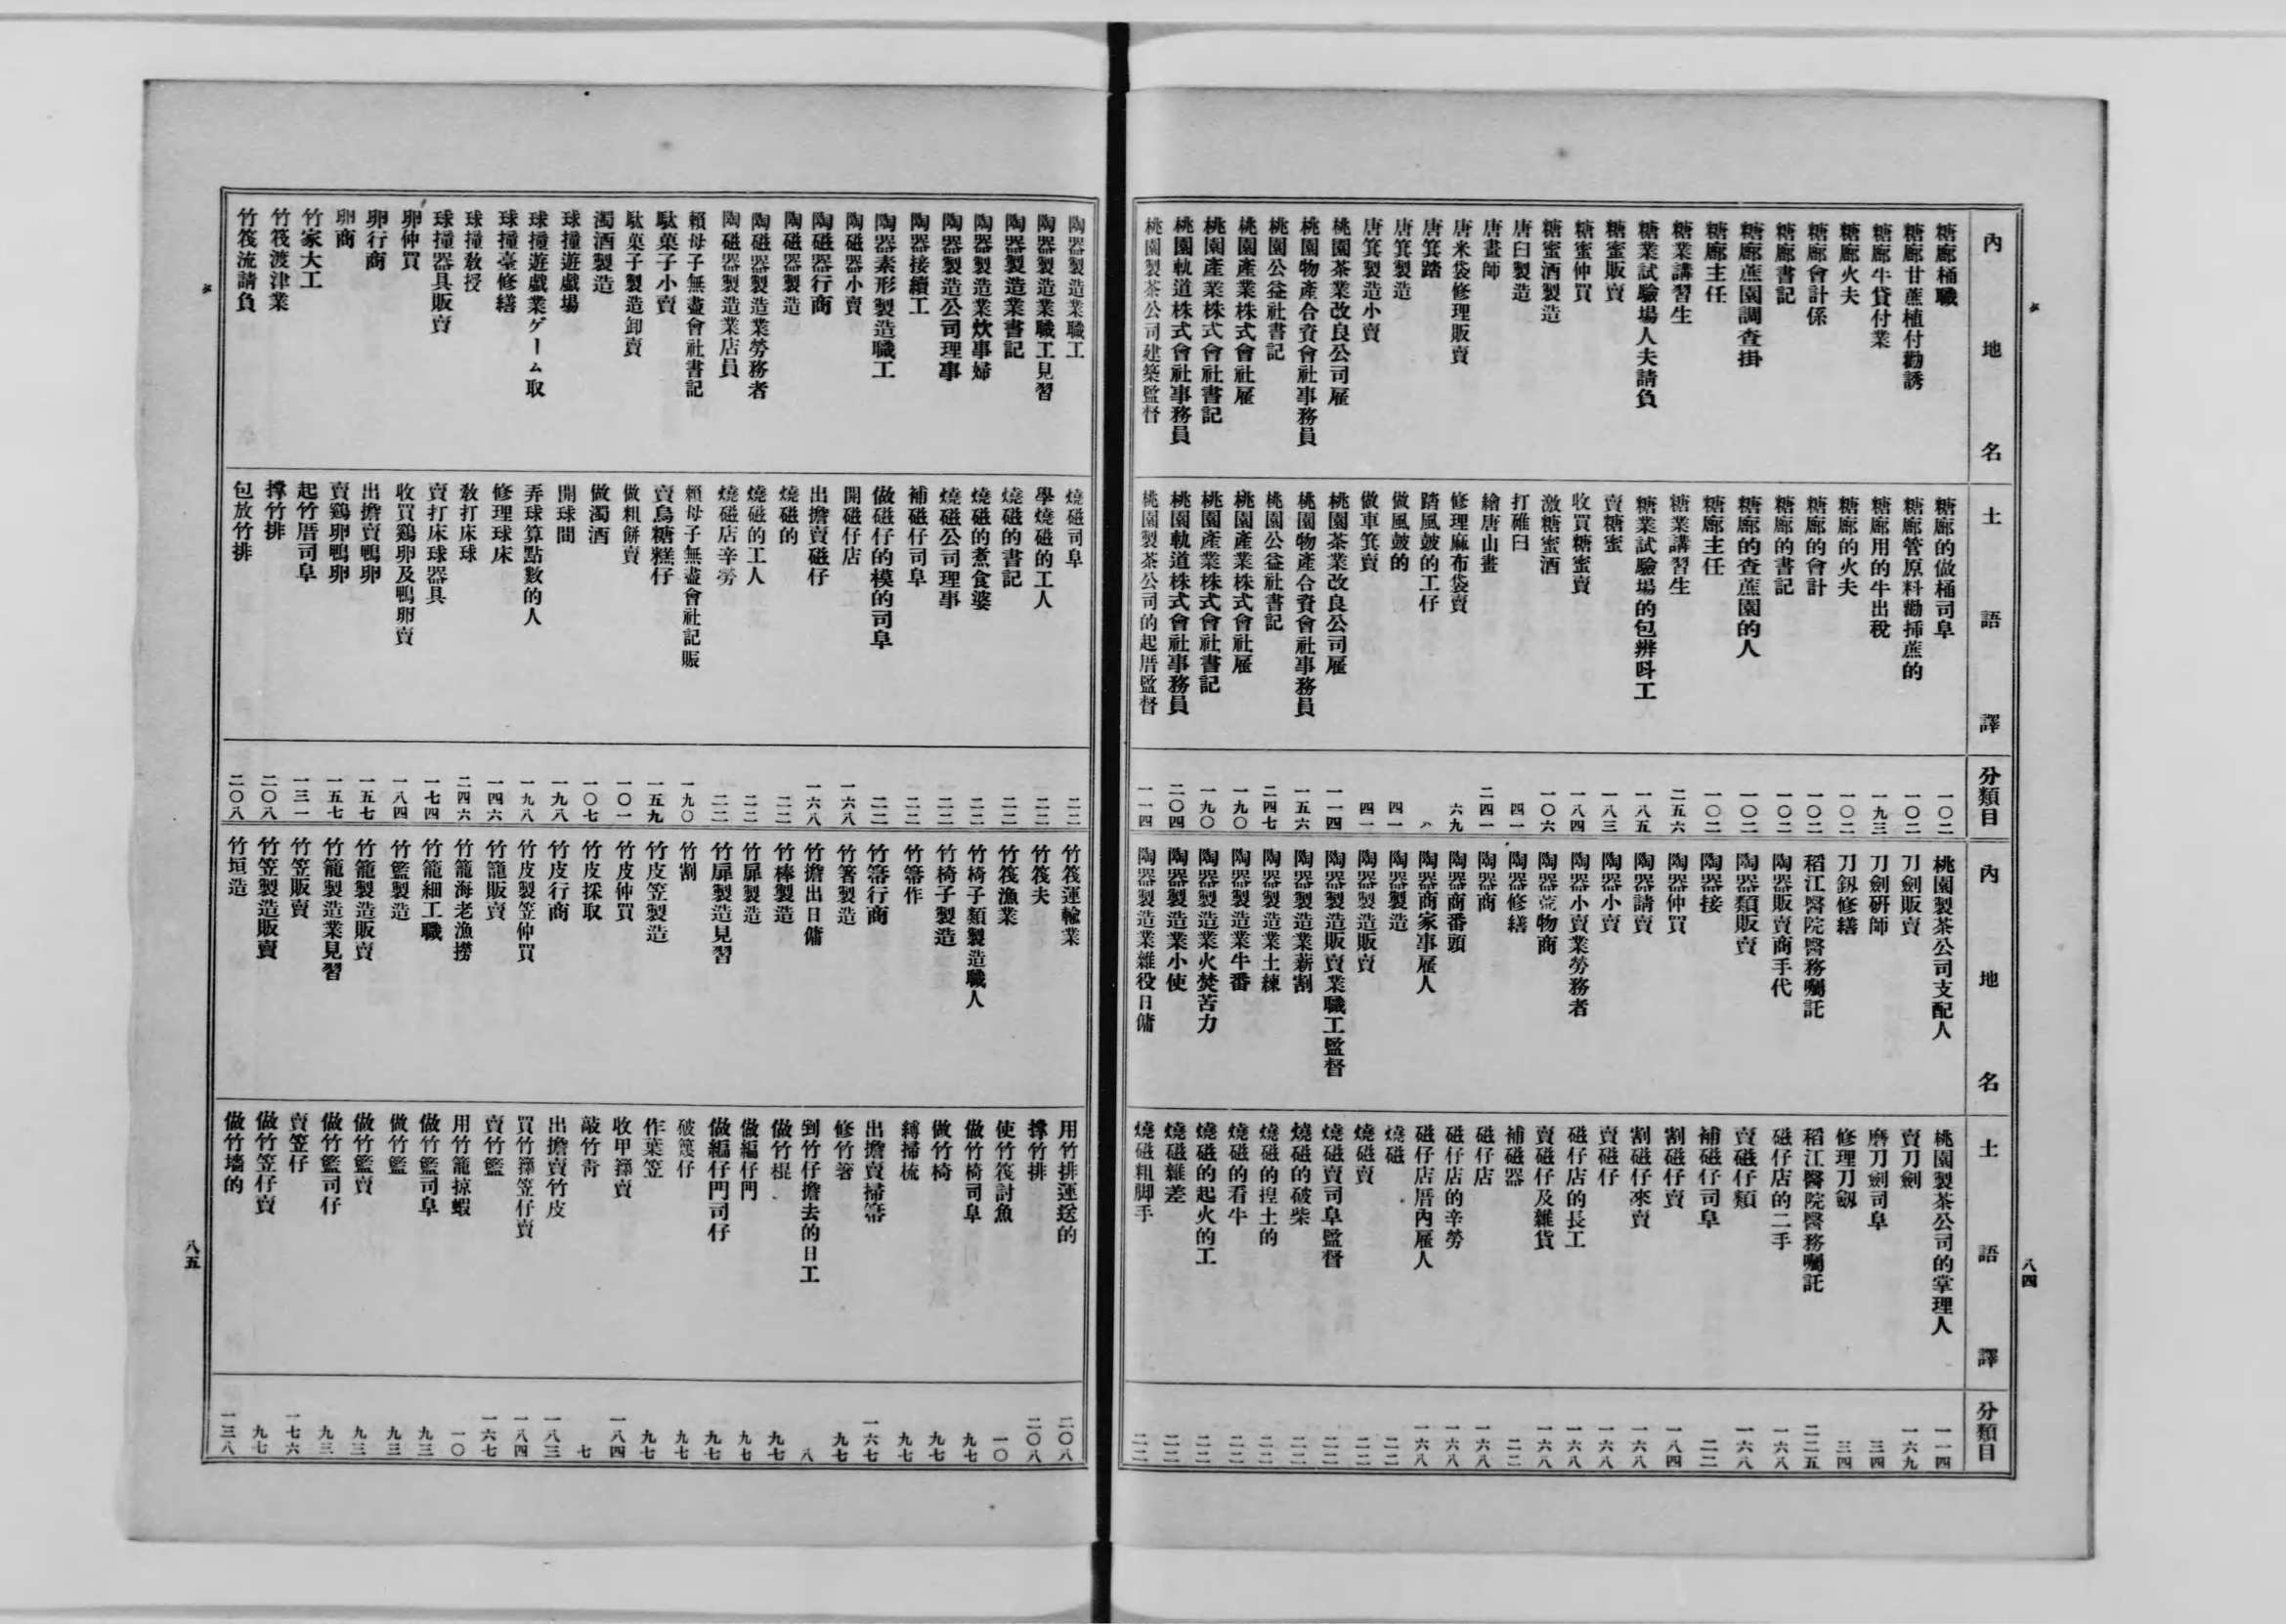 内地名 土語譯 分類目
糖廍桶職 糖廍的做桶司阜 一〇二
糖廍甘蔗植付勸誘 糖廍管原料勸揷蔗的 一〇二
糖廍牛貸付業 糖廍用的牛出稅 一九三
糖廍火夫 糖廍的火夫 一〇二
糖廍會計係 糖廍的會計 一〇二
糖廍書記 糖廍的書記 一〇二
糖廍蔗園調查掛 糖廍的查蔗園的人 一〇二
糖廍主任 糖廍主任 一〇二
糖業講習生 糖業講習生 二五六
糖業試驗場人夫請負 糖業試驗場的包辨工 一八五
糖蜜販賣 賣糖蜜 一八三
糖蜜仲買 收買糖蜜賣 一八四
糖蜜酒製造 激糖蜜酒 一〇六
唐臼製造 打礁臼 四一
唐畫師 繪唐山畫 二四一
唐米袋修理販賣 修理麻布袋賣 六九
唐箕踏 踏風皷的工仔 八
唐箕製造 做風皷的 四一
唐箕製造小賣 做車箕賣 四一
桃園茶業改良公司雇 桃園茶業改良公司雇 一一四
桃園物產合資會社事務員 桃園物產合資會社事務員 一五六
桃園公益社書記 桃園公益社書記 二四七
桃園產業株式會社雇 桃園產業株式會社雇 一九〇
桃園產業株式會社書記 桃園產業株式會社書記 一九〇
桃園軌道株式會社事務員 桃園軌道株式會社事務員 二〇四
桃園製茶公司建築監督 桃園製茶公司的起厝監督 一一四
内地名 土語譯 分類目
桃園製茶公司支配人 桃園製茶公司的掌理人 一一四
刀劍販賣 賣刀劍 一六九
刀劍研師 磨刀劍司阜 三四
刀釼修繕 修理刀劔 三四
稻江醫院醫務囑託 稻江醫院醫務囑託 二二五
陶器販賣商手代 磁仔店的二手 一六八
陶器類販賣 賣磁仔類 一六八
陶器接 補磁仔司阜 二二
陶器仲買 割磁仔賣 一八四
陶器請賣 割磁仔來賣 一六八
陶器小賣 賣磁仔 一六八
陶器小賣業勞務者 磁仔店的長工 一六八
陶器荒物商 賣磁仔及雜貨 一六八
陶器修繕 補磁器 二二
陶器商 磁仔店 一六八
陶器商番頭 磁仔店的辛勞 一六八
陶器商家事雇人 磁仔店厝內雇人 一六八
陶器製造 燒磁 二二
陶器製造販賣 燒磁賣 二二
陶器製造販賣業職工監督 燒磁賣司阜監督 二二
陶器製造業薪割 燒磁的破柴 二二
陶器製造業土練 燒磁的捏土的 二二
陶器製造業牛番 燒磁的看牛 二二
陶器製造業火焚苦力 燒磁的起火的工 二二
陶器製造業小使 燒磁雜差 二二
陶器製造業雜役日傭 燒磁粗脚手 二二
八四
陶器製造業職工 燒磁司阜 二二
陶器製造業職工見習 學燒磁的工人 二二
陶器製造業書記 燒磁的書記 二二
陶器製造業炊事婦 燒磁的煮食婆 二二
陶器製造公司理事 燒磁公司理事 二二
陶器接續工 補磁仔司阜 二二
陶器素形製造職工 做磁仔的模的司阜 二二
陶磁器小賣 開磁仔店 一六八
陶磁器行商 出擔賣磁仔 一六八
陶磁器製造 燒磁的 二二
陶磁器製造業勞務者 燒磁的工人 二二
陶磁器製造業店員 燒磁店辛勞 二二
賴母子無盡會社書記 賴母子無盡會社記賬 一九〇
駄菓子小賣 賣烏糖糕仔 一五九
駄菓子製造卸賣 做粗餅賣 一〇一
濁酒製造 做濁酒 一〇七
球撞遊戲場 開球間 一九八
球撞遊戲業ゲーム取 弄球算點數的人 一九八
球撞臺修繕 修理球床 一四六
球撞敎授 敎打床球 二四六
球撞器具販賣 賣打床球器具 一七四
卵仲買 收買鷄卵及鴨卵賣 一八四
卵行商 出擔賣鴨卵 一五七
卵商 賣鷄卵鴨卵 一五七
竹家大工 起竹厝司阜 一三一
竹筏渡津業 撐竹排 二〇八
竹筏流請負 包放竹排 二〇八
竹筏運輸業 用竹排運送的 二〇八
竹筏夫 撐竹排 二〇八
竹筏漁業 使竹筏討魚 一〇
竹椅子類製造職人 做竹椅司阜 九七
竹椅子製造 做竹椅 九七
竹箒作 縛掃梳 九七
竹箒行商 出擔賣掃箒 一六七
竹箸製造 修竹箸 九七
竹擔出日傭 到竹仔擔去的日工 八
竹棒製造 做竹棍 九七
竹扉製造 做編仔門 九七
竹扉製造見習 做編仔門司仔 九七
竹割 破篾仔 九七
竹皮笠製造 作葉笠 九七
竹皮仲買 收甲籜賣 一八四
竹皮採取 敲竹靑 七
竹皮行商 出擔賣竹皮 一八三
竹皮製笠仲買 買竹籜笠仔賣 一八四
竹籠販賣 賣竹籃 一六七
竹籠海老漁撈 用竹籠掠蝦 一〇
竹籠細工職 做竹籃司阜 九三
竹籃製造 做竹籃 九三
竹籠製造販賣 做竹籃賣 九三
竹籠製造業見習 做竹籃司仔 九三
竹笠販賣 賣笠仔 一七六
竹笠製造販賣 做竹笠仔賣 九七
竹垣造 做竹墻的 一三八
八五